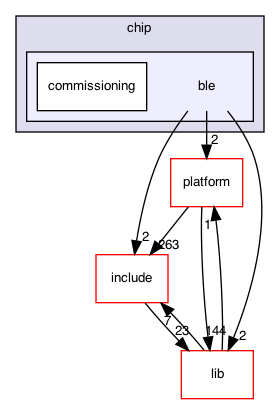 chip
commissioning
ble
2
platform
2
263
1
include
7
23
144
2
lib